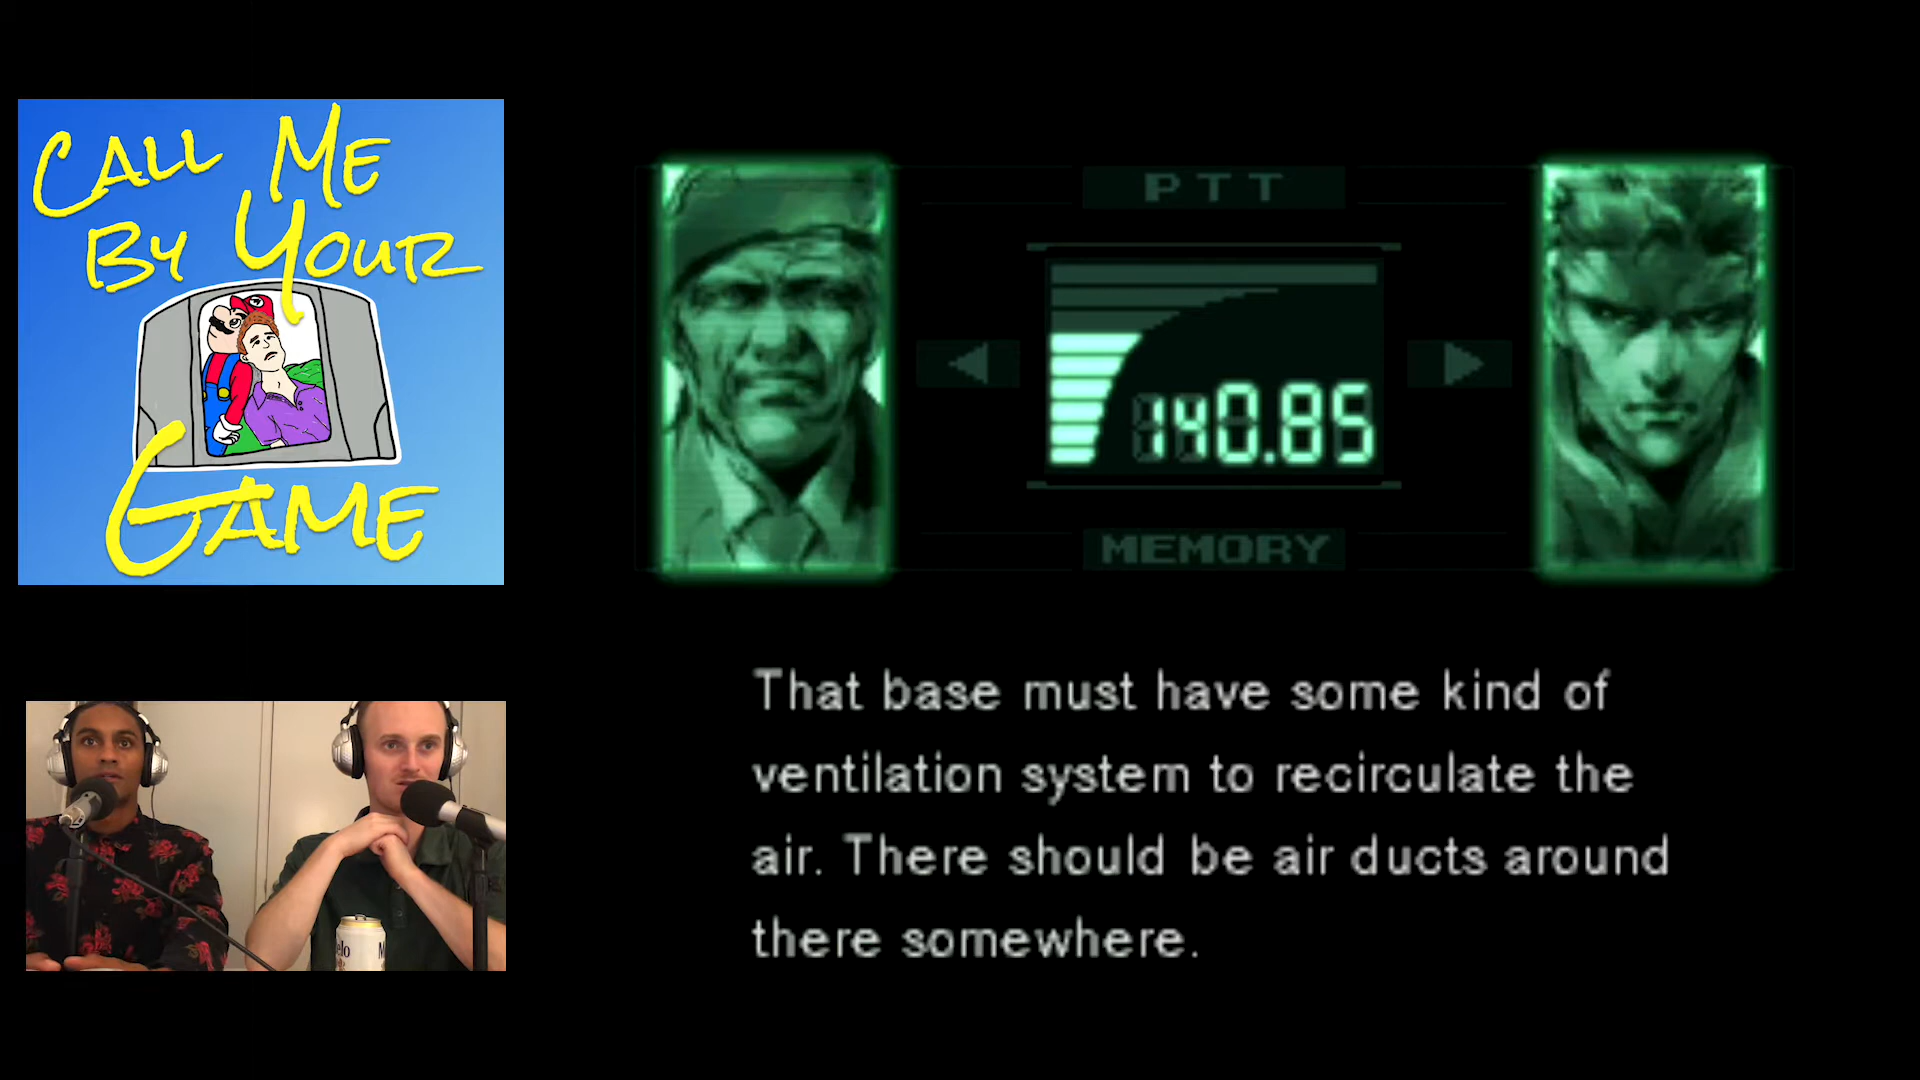 CALL ME
BY YOUR
GAME
PTT
140.85
MEMORY
That base must have some kind of
ventilation system to recirculate the
air. There should be air ducts around
there somewhere.
elo